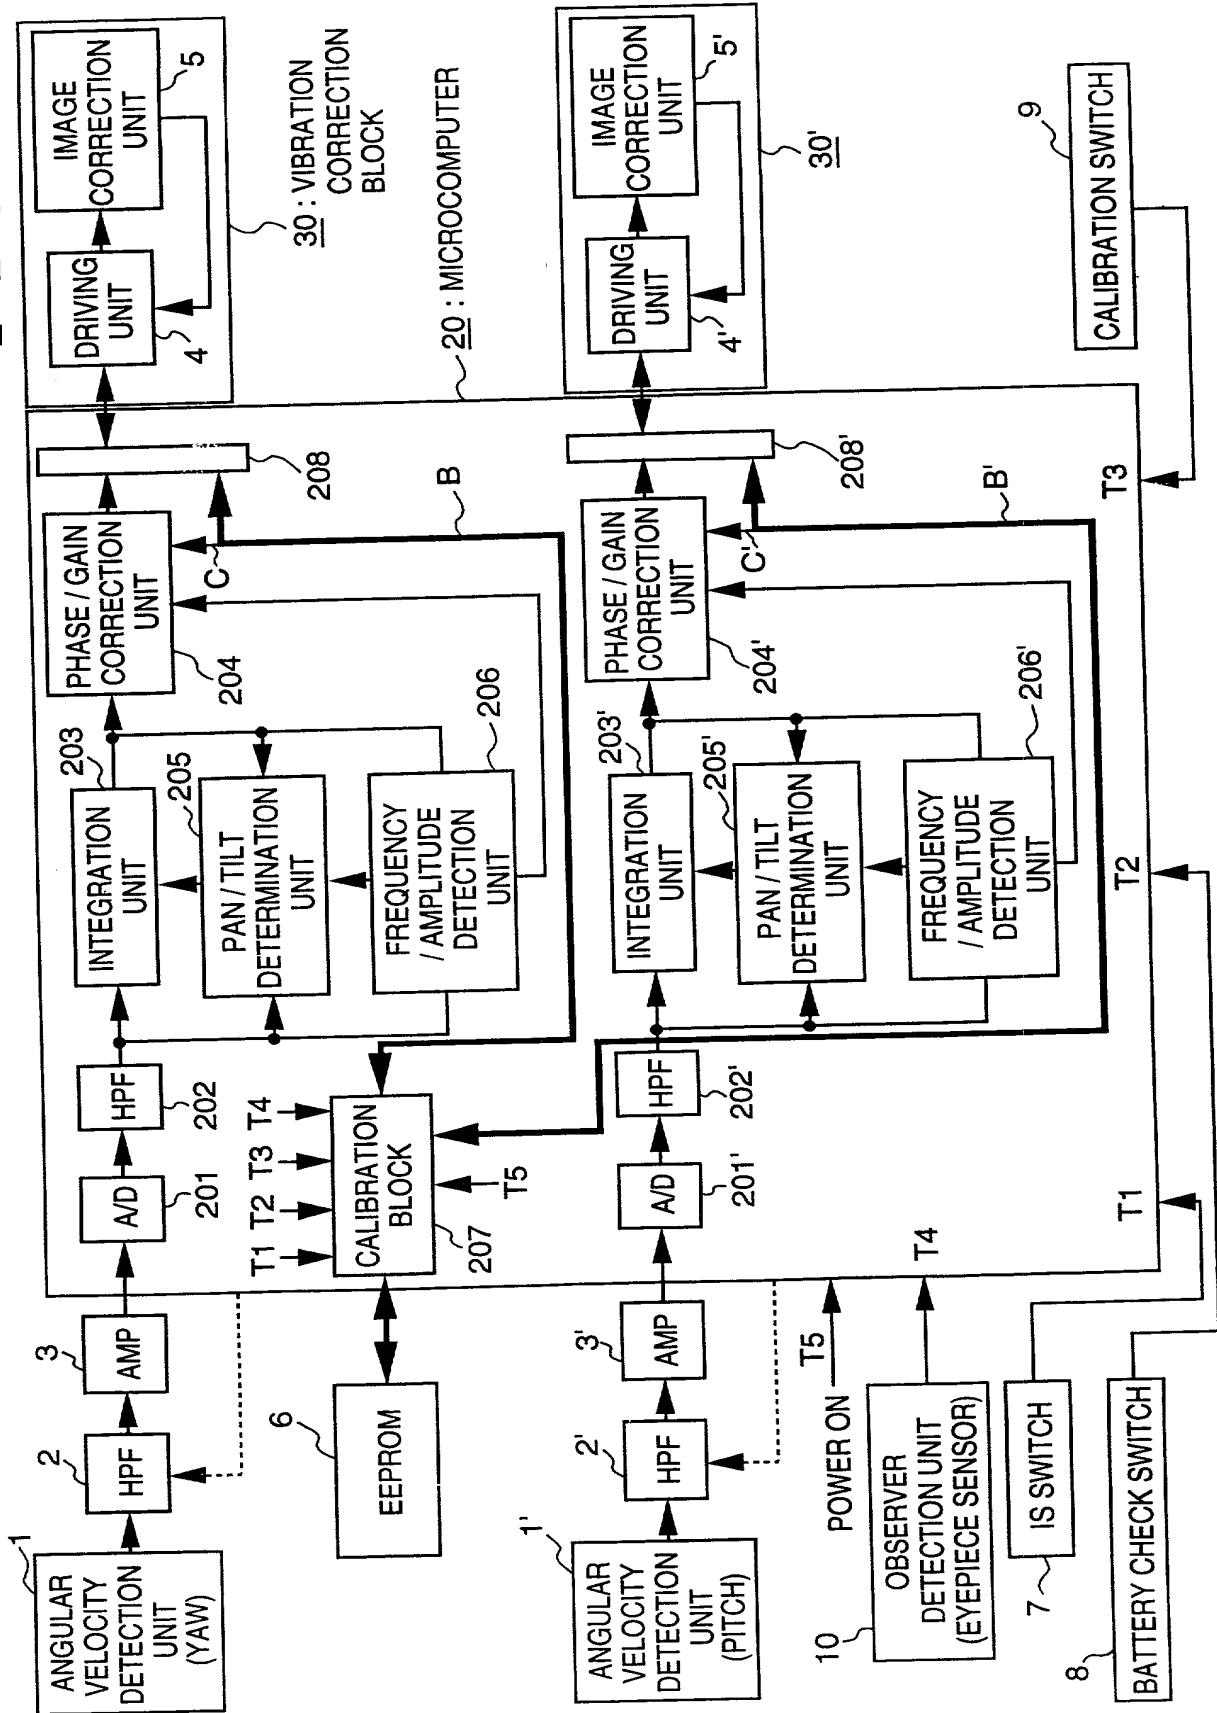 1
ANGULAR
VELOCITY
DETECTION
UNIT
(YAW)
2
HPF
3
AMP
A/D
201
HPF
202
INTEGRATION
UNIT
203
PAN / TILT
DETERMINATION
UNIT
205
FREQUENCY
/ AMPLITUDE
DETECTION
UNIT
206
PHASE / GAIN
CORRECTION
UNIT
204
C
B
208
DRIVING
UNIT
4
IMAGE
CORRECTION
UNIT
5
30 : VIBRATION
CORRECTION
BLOCK
20 : MICROCOMPUTER
6
EEPROM
T1
T2
T3
T4
CALIBRATION
BLOCK
207
T5
1'
ANGULAR
VELOCITY
DETECTION
UNIT
(PITCH)
2'
HPF
3'
AMP
A/D
201'
HPF
202'
INTEGRATION
UNIT
203'
PAN / TILT
DETERMINATION
UNIT
205'
FREQUENCY
/ AMPLITUDE
DETECTION
UNIT
206'
PHASE / GAIN
CORRECTION
UNIT
204'
C'
B'
208'
DRIVING
UNIT
4'
IMAGE
CORRECTION
UNIT
5'
30'
POWER ON
T5
10
OBSERVER
DETECTION UNIT
(EYEPIECE SENSOR)
T4
7
IS SWITCH
T1
8
BATTERY CHECK SWITCH
T2
9
CALIBRATION SWITCH
T3